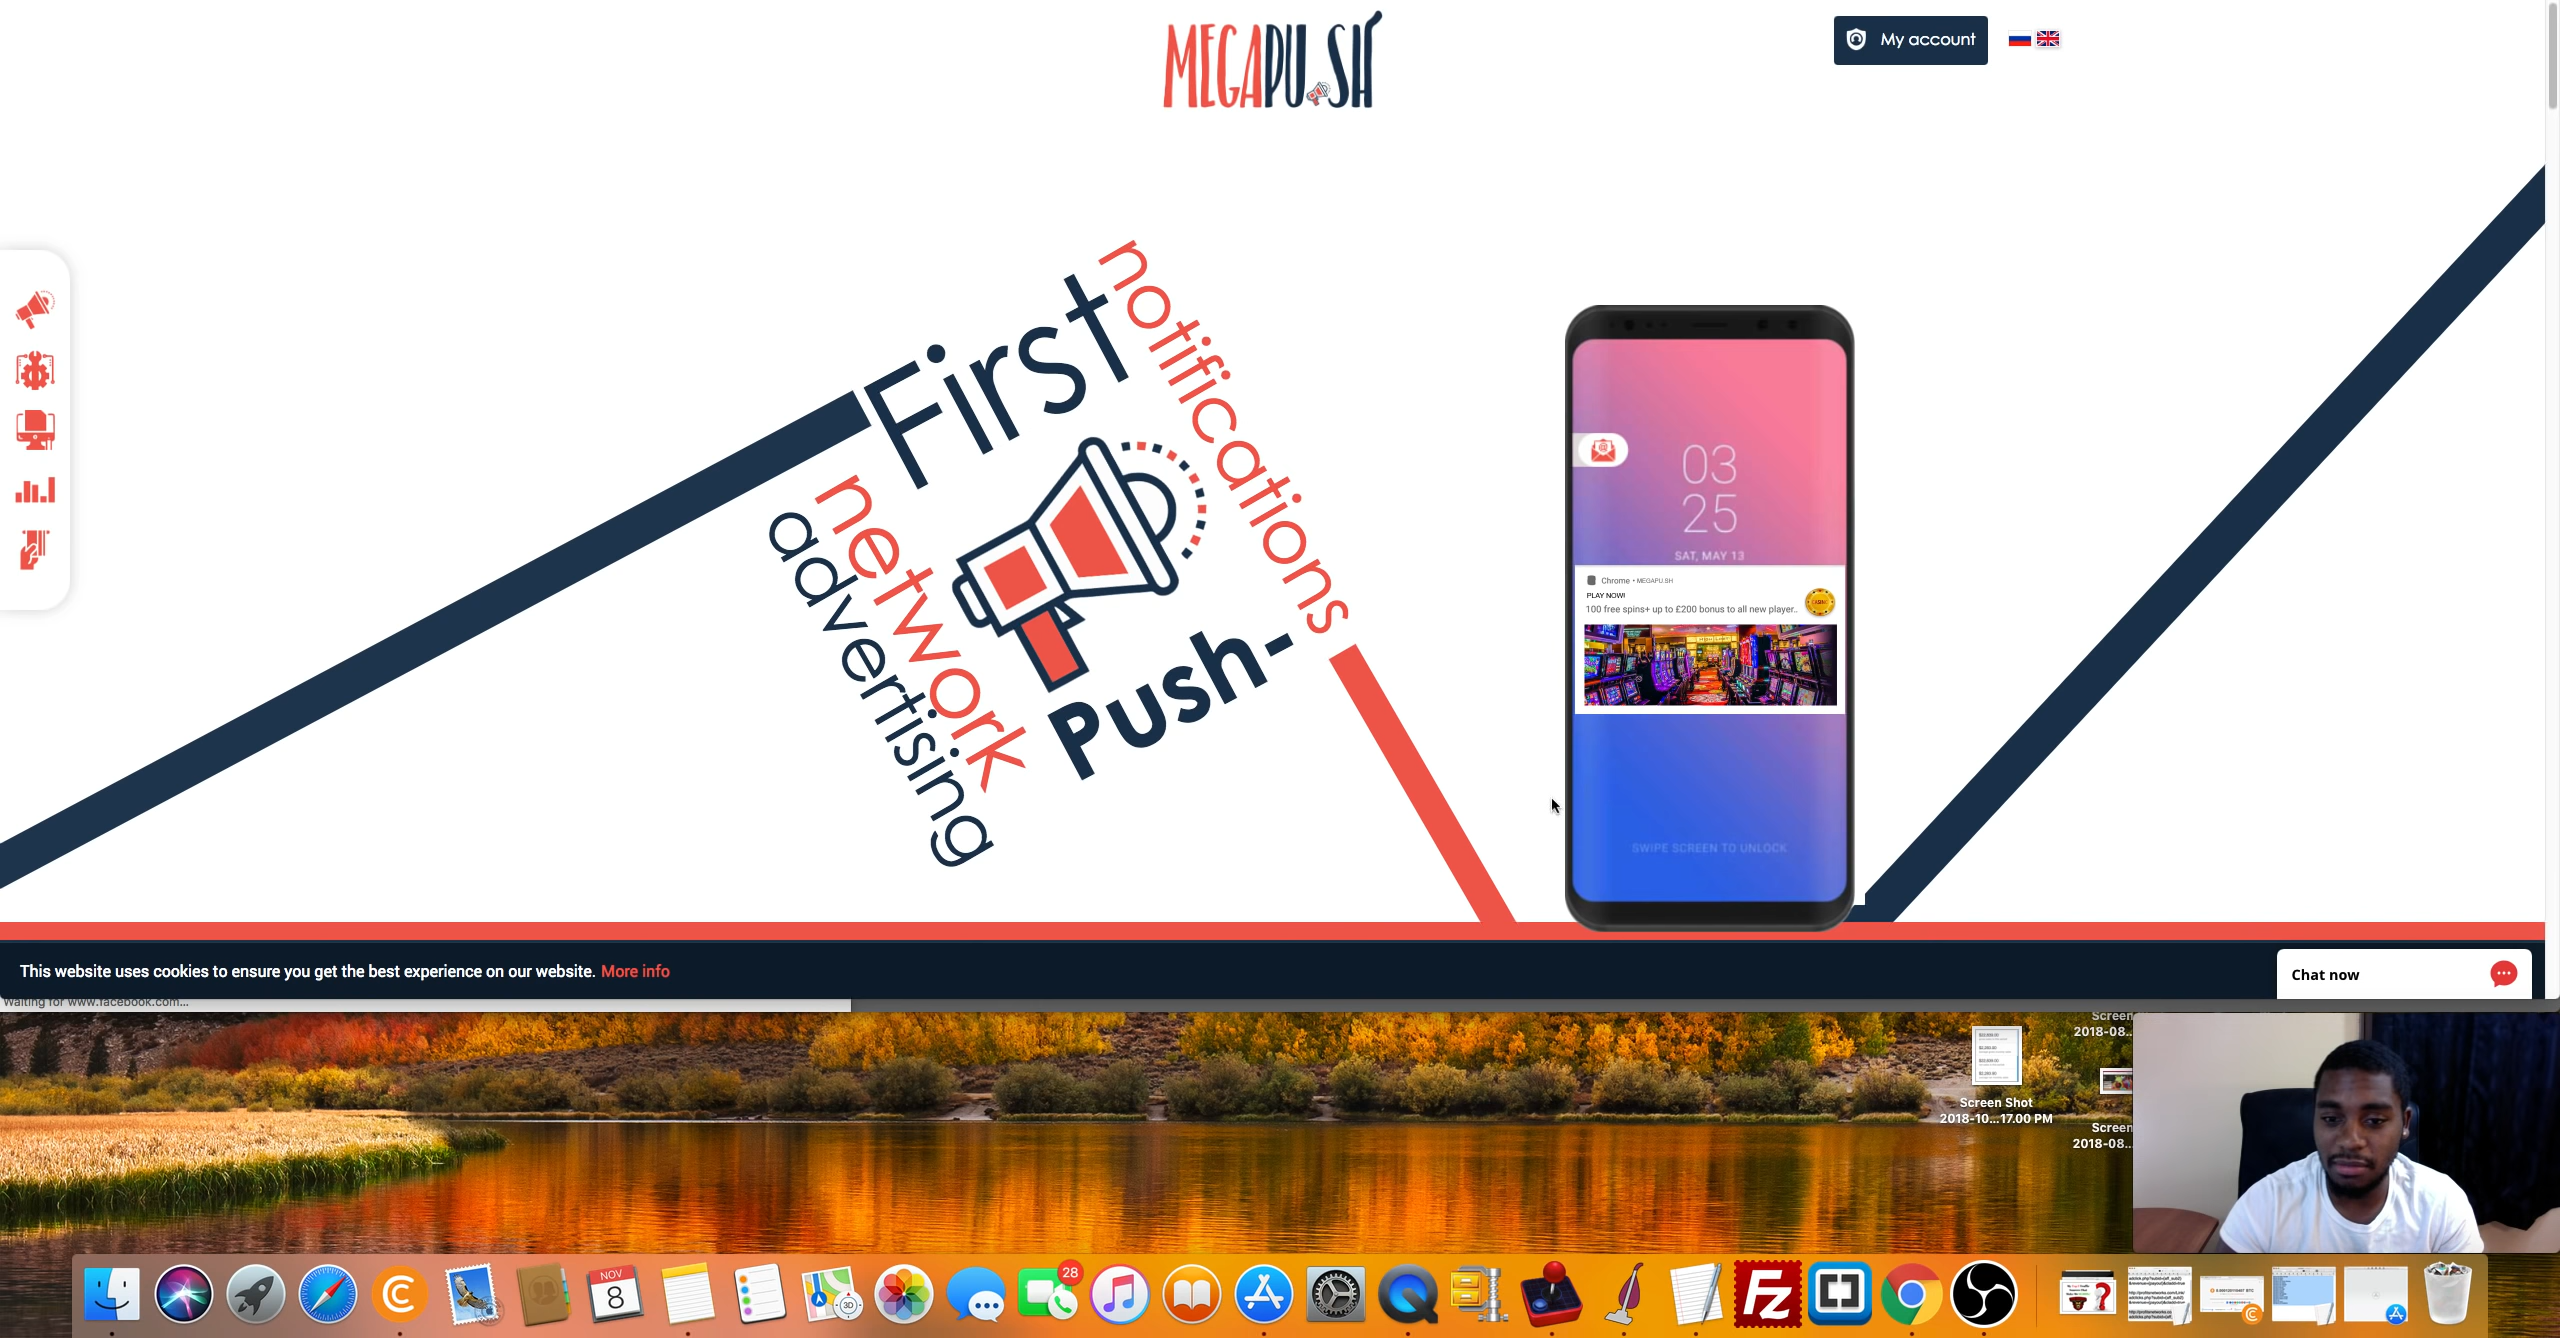 MEGAPU.SH
My account
First
notifications
network
advertising
Push-
03
25
SAT, MAY 13
Chrome • MEGAPU.SH
PLAY NOW!
100 free spins+ up to £200 bonus to all new player..
CASINO
SWIPE SCREEN TO UNLOCK
This website uses cookies to ensure you get the best experience on our website. More info
Chat now
Waiting for www.facebook.com...
Screen
2018-08...
Screen Shot
2018-10...17.00 PM
Screen
2018-08...
NOV
8
3D
28
Fz